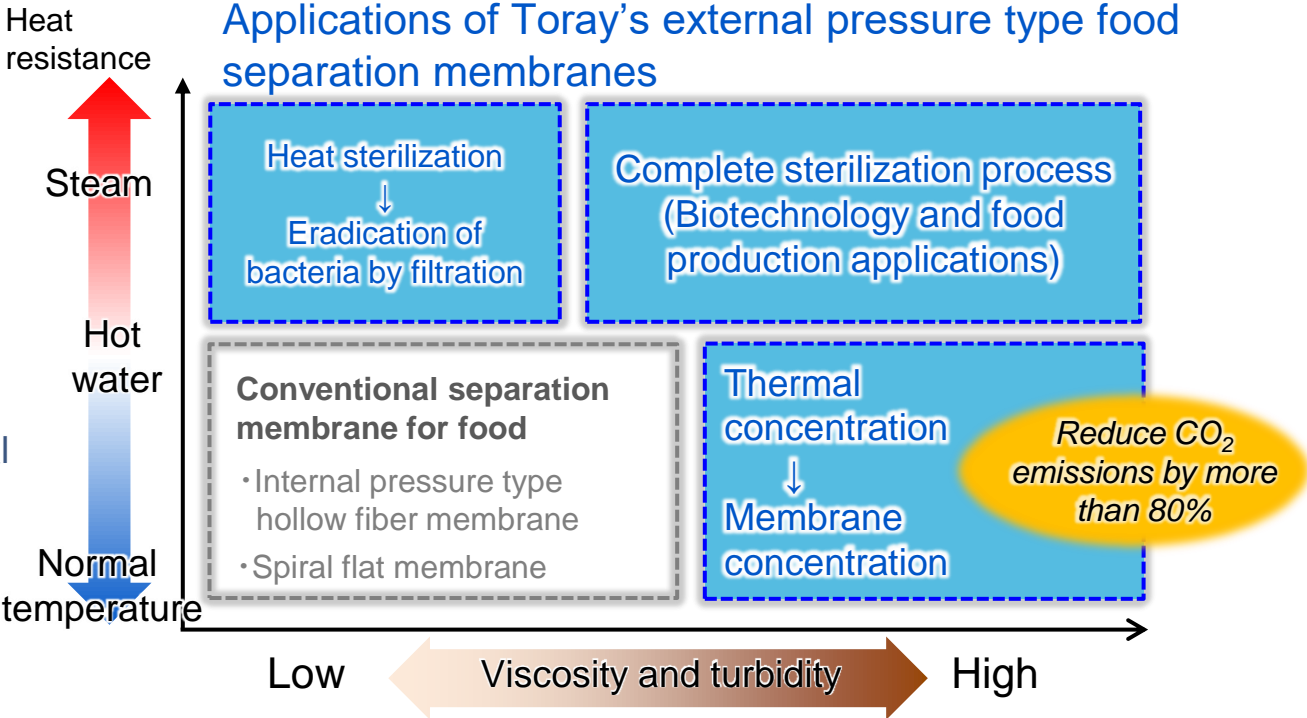 Applications of Toray's external pressure type food
separation membranes
Heat
resistance
Steam
Hot
water
l
Normal
temperature
Heat sterilization
↓
Eradication of
bacteria by filtration
Complete sterilization process
(Biotechnology and food
production applications)
Conventional separation
membrane for food
・Internal pressure type
hollow fiber membrane
・Spiral flat membrane
Thermal
concentration
↓
Membrane
concentration
Reduce CO₂
emissions by more
than 80%
Low
Viscosity and turbidity
High